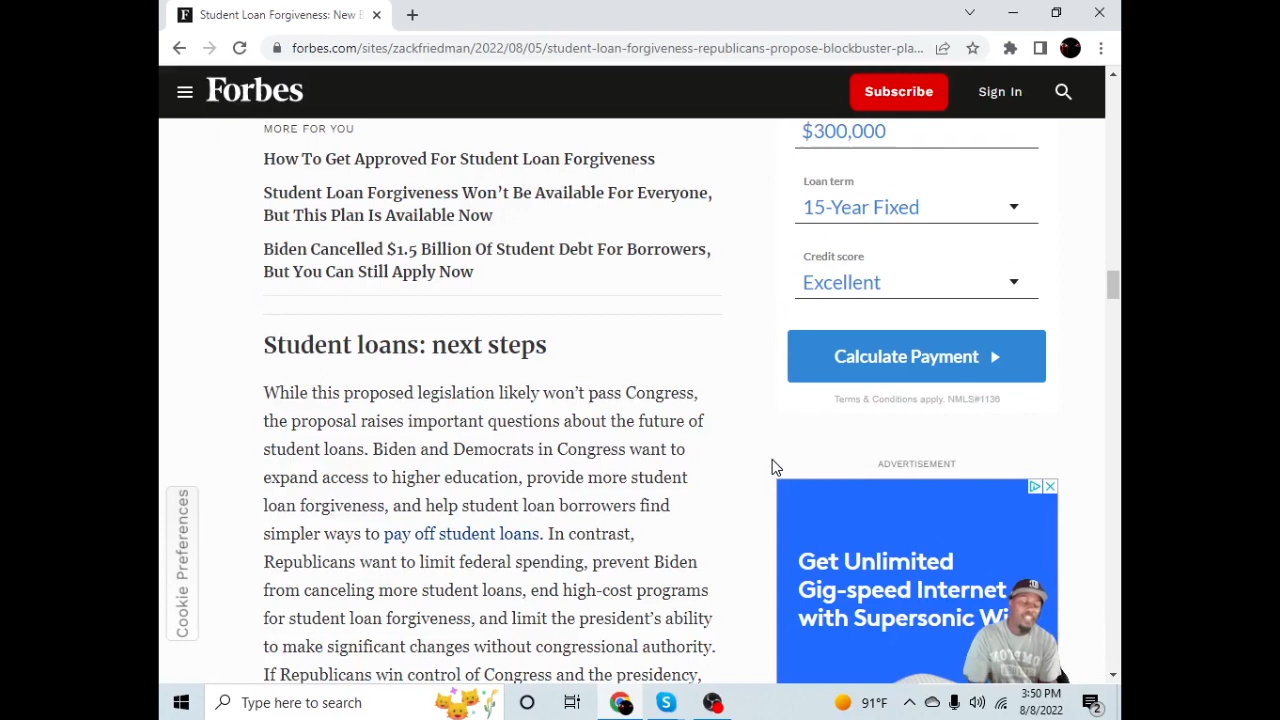 Student Loan Forgiveness: New
forbes.com/sites/zackfriedman/2022/08/05/student-loan-forgiveness-republicans-propose-blockbuster-pla...
Forbes
Subscribe
Sign In
MORE FOR YOU
How To Get Approved For Student Loan Forgiveness
Student Loan Forgiveness Won’t Be Available For Everyone,
But This Plan Is Available Now
Biden Cancelled $1.5 Billion Of Student Debt For Borrowers,
But You Can Still Apply Now
Student loans: next steps
While this proposed legislation likely won’t pass Congress,
the proposal raises important questions about the future of
student loans. Biden and Democrats in Congress want to
expand access to higher education, provide more student
loan forgiveness, and help student loan borrowers find
simpler ways to pay off student loans. In contrast,
Republicans want to limit federal spending, prevent Biden
from canceling more student loans, end high-cost programs
for student loan forgiveness, and limit the president’s ability
to make significant changes without congressional authority.
If Republicans win control of Congress and the presidency,
$300,000
Loan term
15-Year Fixed
Credit score
Excellent
Calculate Payment
Terms & Conditions apply. NMLS#1136
ADVERTISEMENT
Get Unlimited
Gig-speed Internet
with Supersonic Wi
COMPTON
Cookie Preferences
Type here to search
91°F
3:50 PM
8/8/2022
2